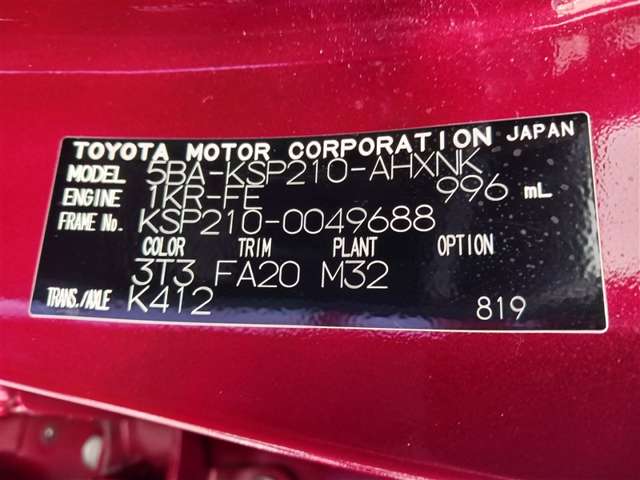 TOYOTA MOTOR CORPORATION JAPAN
MODEL 5BA-KSP210-AHXNK
ENGINE 1KR-FE 996 mL
FRAME No. KSP210-0049688
COLOR TRIM PLANT OPTION
3T3 FA20 M32
TRANS./AXLE K412 819